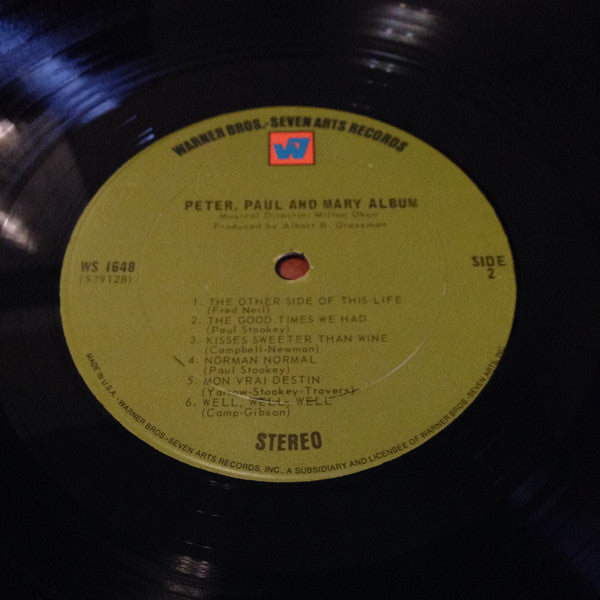 WARNER BROS.-SEVEN ARTS RECORDS
W7
PETER, PAUL AND MARY ALBUM
Musical Director: Milton Okun
Produced by Albert B. Grossman
WS 1648
(S39128)
SIDE
2
1. THE OTHER SIDE OF THIS LIFE
(Fred Neil)
2. THE GOOD TIMES WE HAD
(Paul Stookey)
3. KISSES SWEETER THAN WINE
(Campbell-Newman)
4. NORMAN NORMAL
(Paul Stookey)
5. MON VRAI DESTIN
(Yarrow-Stookey-Travers)
6. WELL, WELL, WELL
(Camp-Gibson)
STEREO
MADE IN U.S.A. • WARNER BROS.-SEVEN ARTS RECORDS, INC., A SUBSIDIARY AND LICENSEE OF WARNER BROS.-SEVEN ARTS, INC.